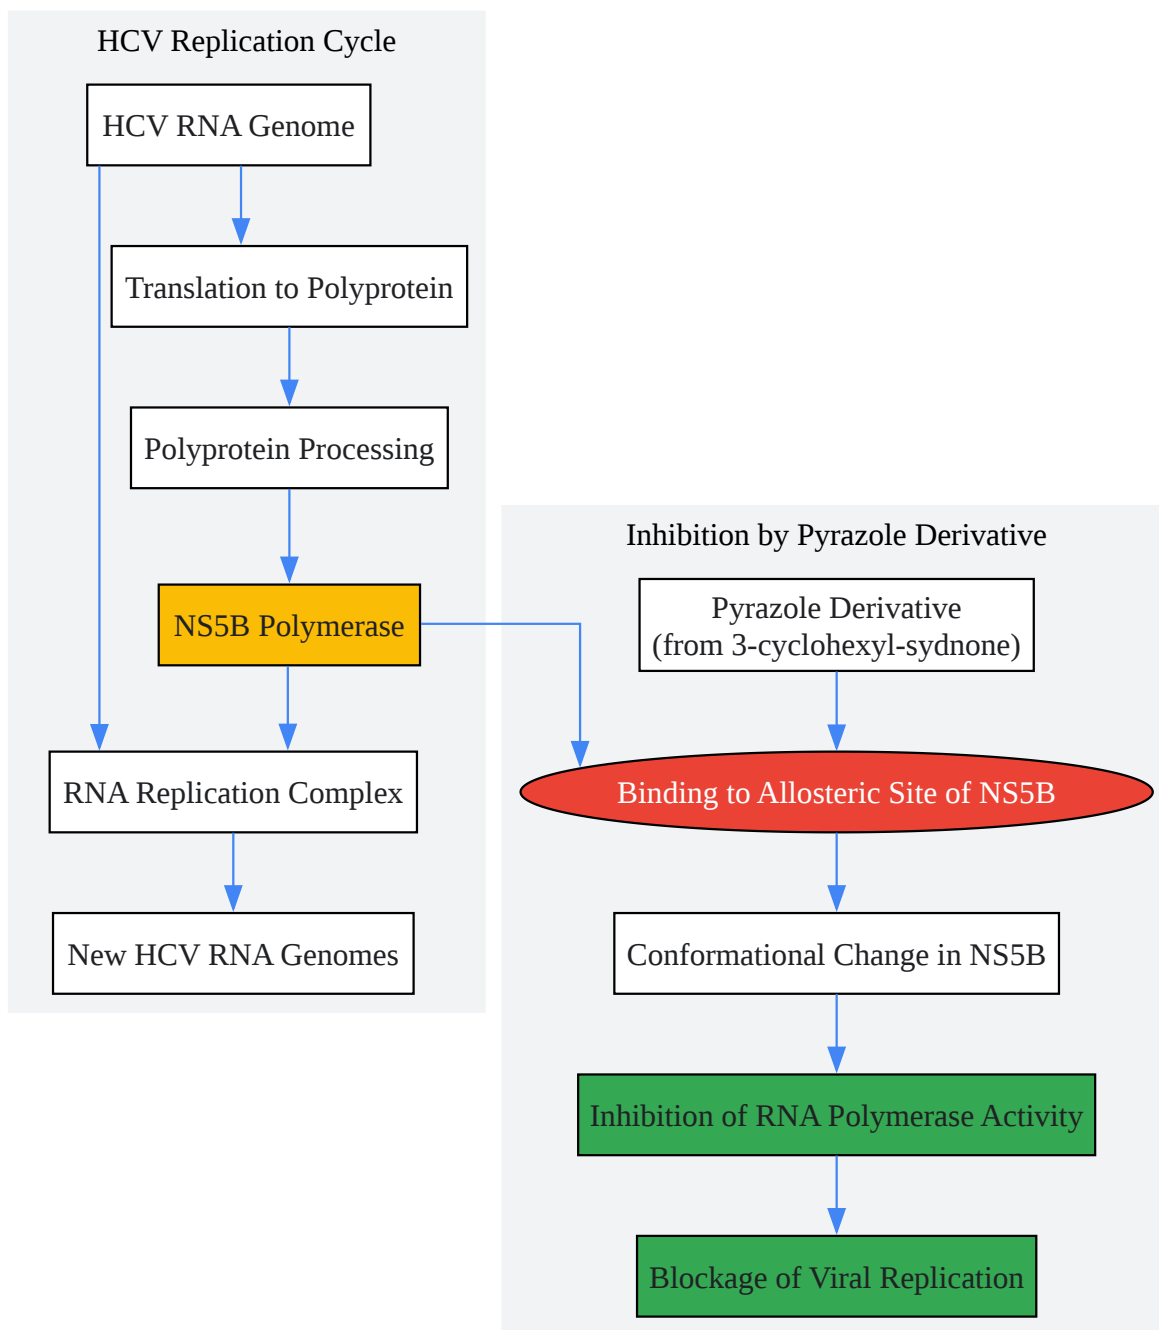 HCV Replication Cycle
HCV RNA Genome
Translation to Polyprotein
Polyprotein Processing
NS5B Polymerase
RNA Replication Complex
New HCV RNA Genomes
Inhibition by Pyrazole Derivative
Pyrazole Derivative
(from 3-cyclohexyl-sydnone)
Binding to Allosteric Site of NS5B
Conformational Change in NS5B
Inhibition of RNA Polymerase Activity
Blockage of Viral Replication